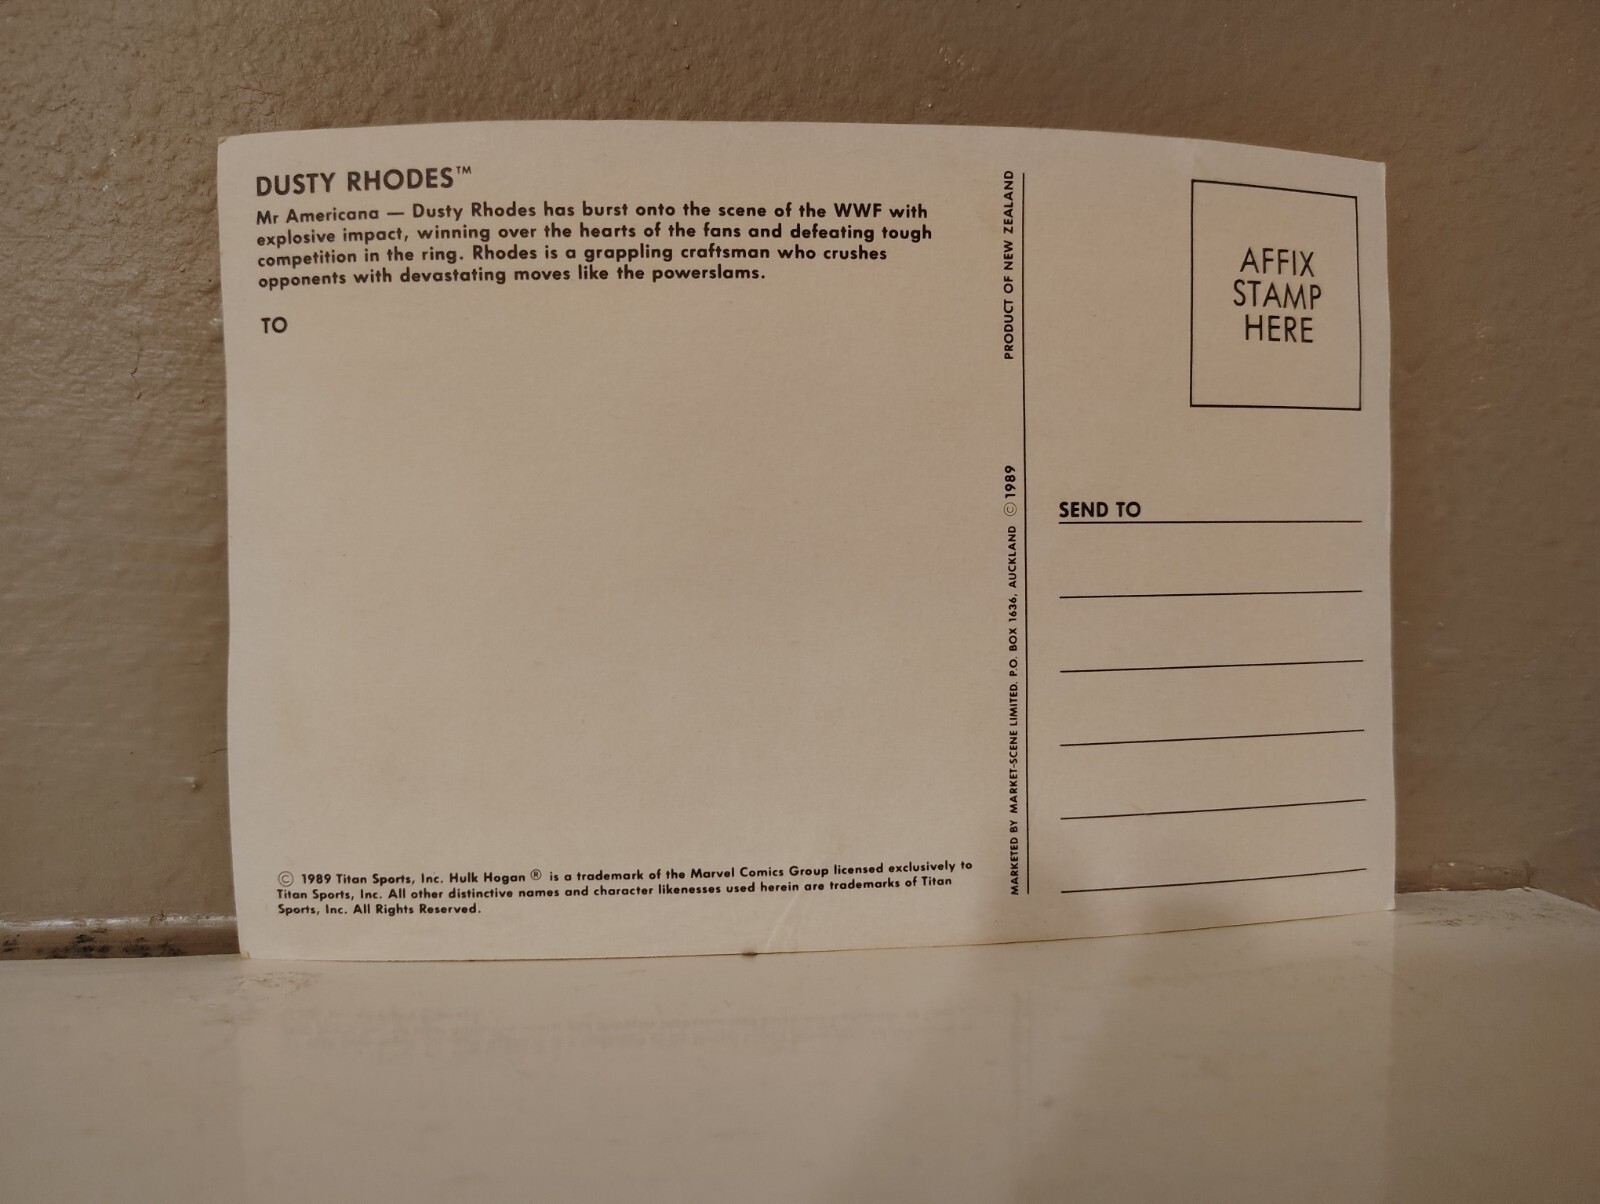 DUSTY RHODES™
Mr Americana — Dusty Rhodes has burst onto the scene of the WWF with
explosive impact, winning over the hearts of the fans and defeating tough
competition in the ring. Rhodes is a grappling craftsman who crushes
opponents with devastating moves like the powerslams.
TO
© 1989 Titan Sports, Inc. Hulk Hogan ® is a trademark of the Marvel Comics Group licensed exclusively to
Titan Sports, Inc. All other distinctive names and character likenesses used herein are trademarks of Titan
Sports, Inc. All Rights Reserved.
MARKETED BY MARKET-SCENE LIMITED. P.O. BOX 1636, AUCKLAND © 1989
PRODUCT OF NEW ZEALAND
AFFIX
STAMP
HERE
SEND TO